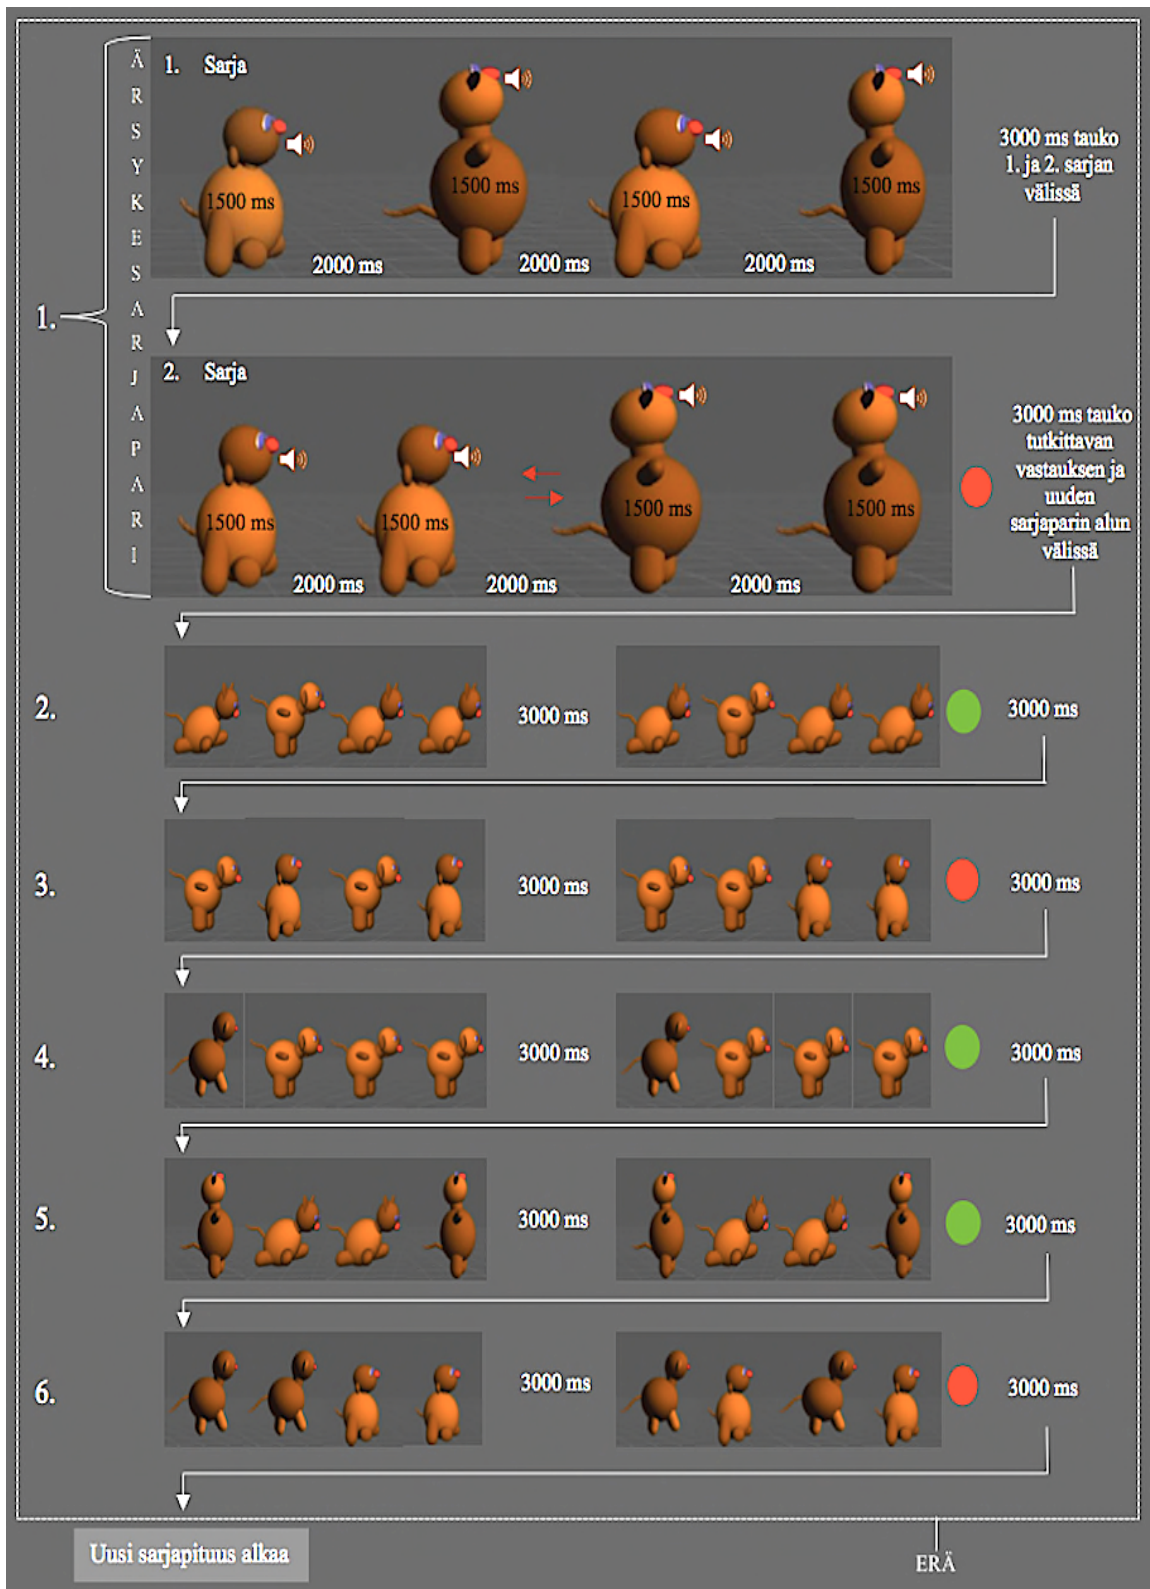 1. Sarja
1500 ms
1500 ms
1500 ms
1500 ms
2000 ms
2000 ms
2000 ms
3000 ms tauko
1. ja 2. sarjan
välissä
1.
ÄRSYKESARJAPARI
2. Sarja
1500 ms
1500 ms
1500 ms
1500 ms
2000 ms
2000 ms
2000 ms
3000 ms tauko
tutkittavan
vastauksen ja
uuden
sarjaparin alun
välissä
2.
3000 ms
3000 ms
3.
3000 ms
3000 ms
4.
3000 ms
3000 ms
5.
3000 ms
3000 ms
6.
3000 ms
3000 ms
Uusi sarjapituus alkaa
ERÄ